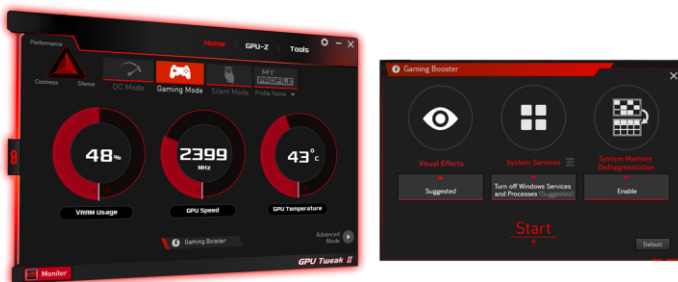 Performance
Coolness
Silence
Home
GPU-Z
Tools
OC Mode
Gaming Mode
Silent Mode
MY
PROFILE
Profile Name
48%
2399
MHz
43°c
VRAM Usage
GPU Speed
GPU Temperature
Gaming Booster
Advanced
Mode
Monitor
GPU Tweak II
Gaming Booster
Visual Effects
System Services
System Memory
Defragmentation
Suggested
Turn off Windows Services
and Processes (Suggested)
Enable
Start
Default